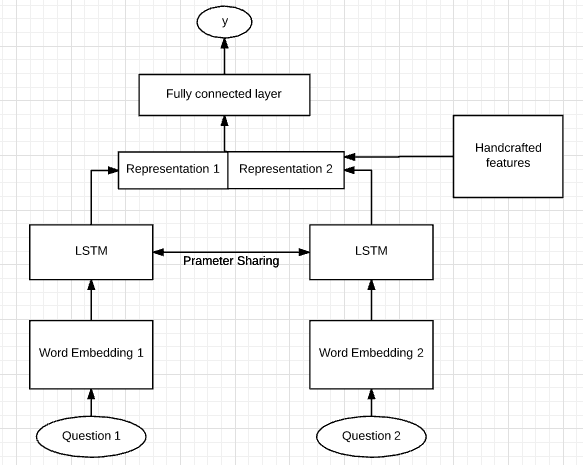 y
Fully connected layer
Representation 1
Representation 2
Handcrafted
features
LSTM
LSTM
Prameter Sharing
Word Embedding 1
Word Embedding 2
Question 1
Question 2